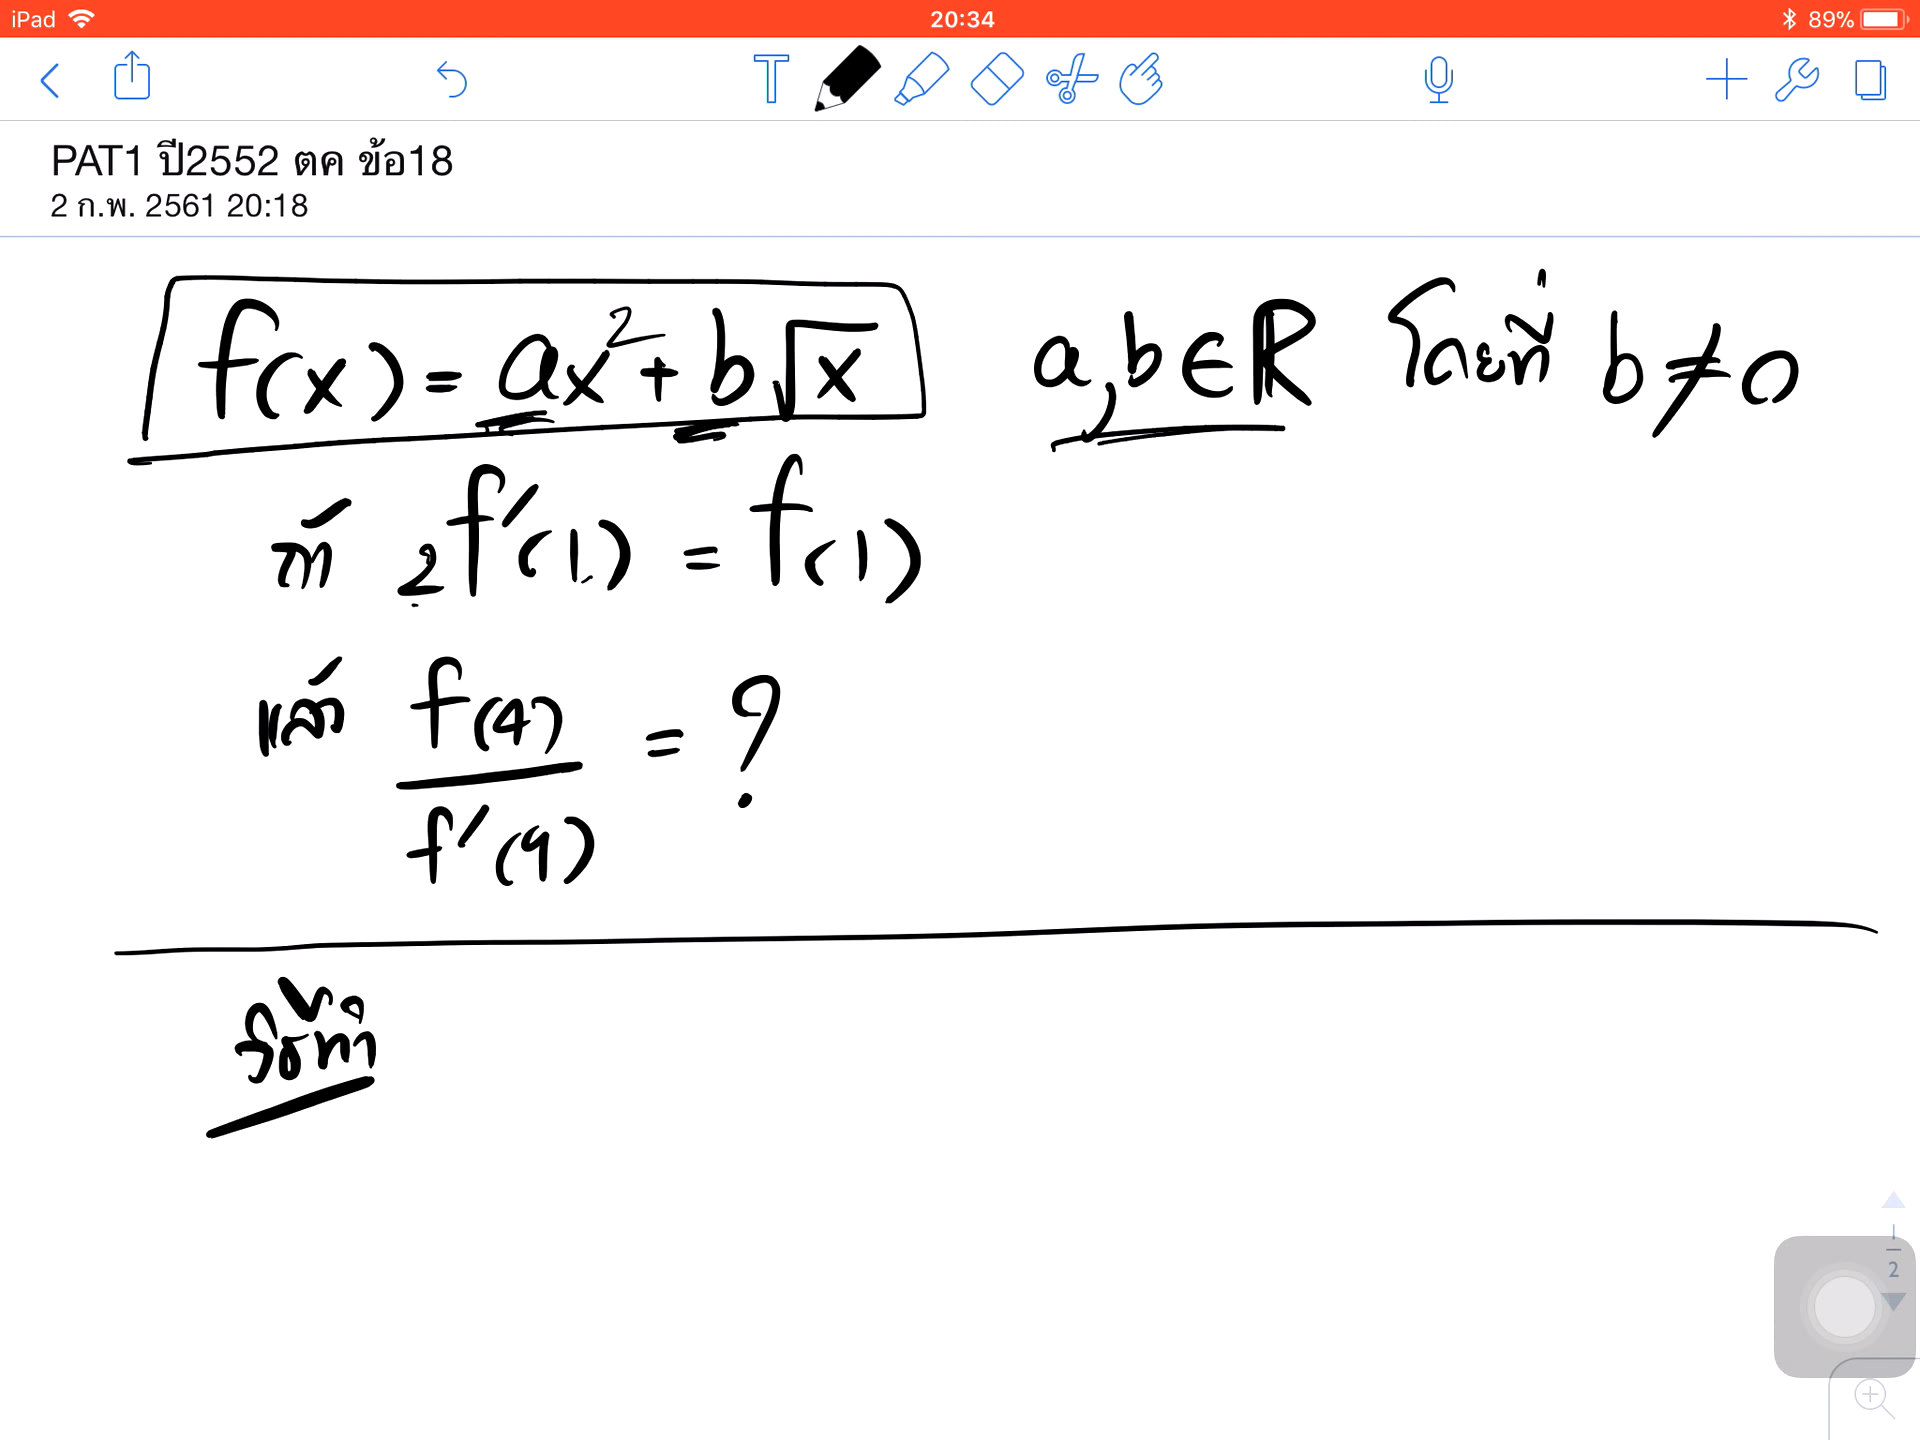 iPad 20:34 89%
T
PAT1 ปี2552 ตค ข้อ18
2 ก.พ. 2561 20:18
f(x) = ax² + b√x a,b ∈ ℝ โดยที่ b ≠ 0
ถ้า 2f'(1) = f(1)
แล้ว f(4)/f'(9) = ?
วิธีทำ
1
2